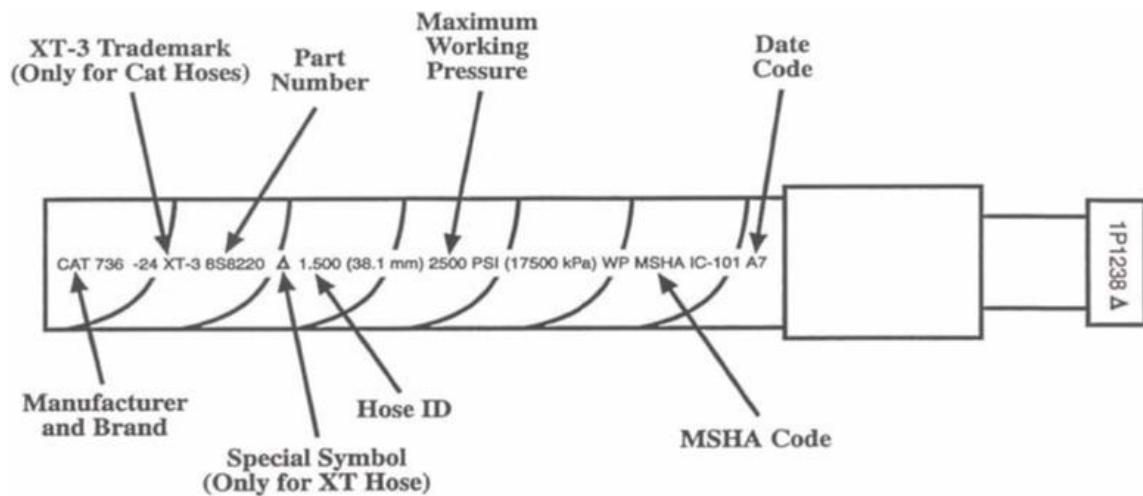 XT-3 Trademark
(Only for Cat Hoses)
Part
Number
Maximum
Working
Pressure
Date
Code
CAT 736 -24 XT-3 6S8220 Δ 1.500 (38.1 mm) 2500 PSI (17500 kPa) WP MSHA IC-101 A7
1P1238 Δ
Manufacturer
and Brand
Special Symbol
(Only for XT Hose)
Hose ID
MSHA Code